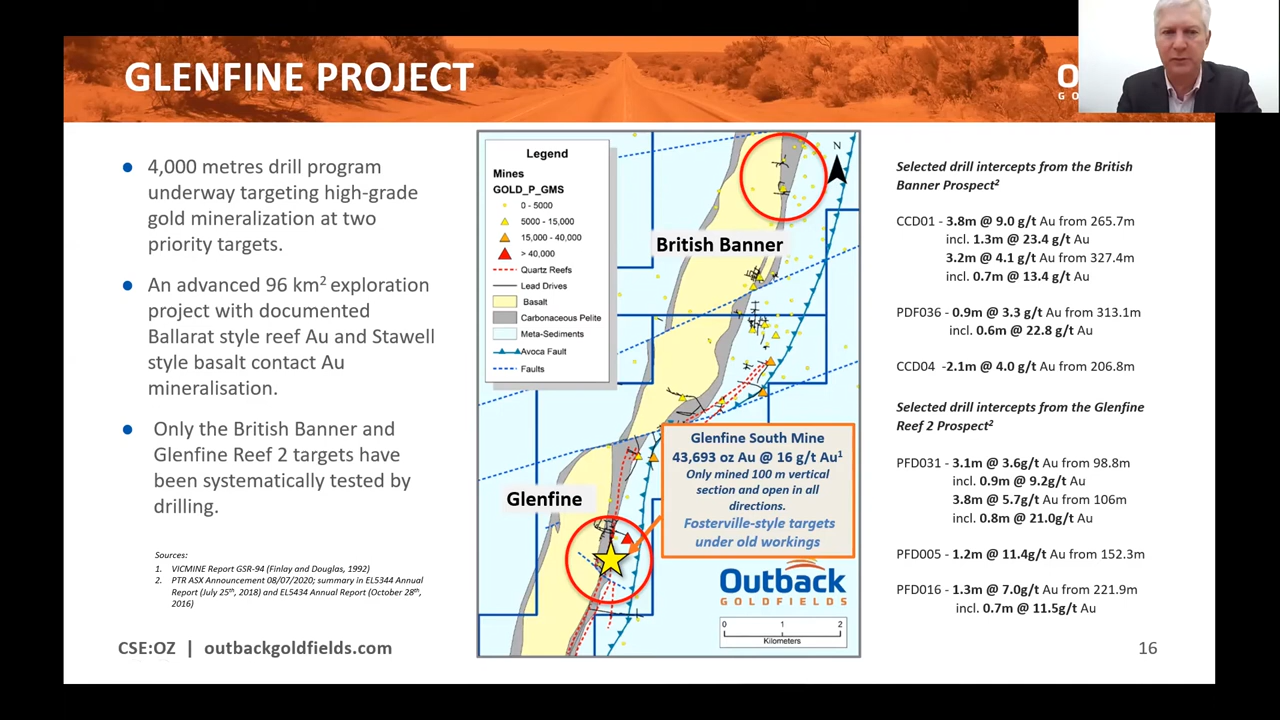 GLENFINE PROJECT
4,000 metres drill program
underway targeting high-grade
gold mineralization at two
priority targets.
An advanced 96 km² exploration
project with documented
Ballarat style reef Au and Stawell
style basalt contact Au
mineralisation.
Only the British Banner and
Glenfine Reef 2 targets have
been systematically tested by
drilling.
Sources:
1. VICMINE Report GSR-94 (Finlay and Douglas, 1992)
2. PTR ASX Announcement 08/07/2020; summary in EL5344 Annual
Report (July 25th, 2018) and EL5434 Annual Report (October 28th,
2016)
Legend
Mines
GOLD_P_GMS
0 - 5000
5000 - 15,000
15,000 - 40,000
> 40,000
Quartz Reefs
Lead Drives
Basalt
Carbonaceous Pelite
Meta-Sediments
Avoca Fault
Faults
N
British Banner
Glenfine South Mine
43,693 oz Au @ 16 g/t Au¹
Only mined 100 m vertical
section and open in all
directions.
Fosterville-style targets
under old workings
Glenfine
Outback
GOLDFIELDS
0 1 2
Kilometers
Selected drill intercepts from the British
Banner Prospect²
CCD01 - 3.8m @ 9.0 g/t Au from 265.7m
incl. 1.3m @ 23.4 g/t Au
3.2m @ 4.1 g/t Au from 327.4m
incl. 0.7m @ 13.4 g/t Au
PDF036 - 0.9m @ 3.3 g/t Au from 313.1m
incl. 0.6m @ 22.8 g/t Au
CCD04 -2.1m @ 4.0 g/t Au from 206.8m
Selected drill intercepts from the Glenfine
Reef 2 Prospect²
PFD031 - 3.1m @ 3.6g/t Au from 98.8m
incl. 0.9m @ 9.2g/t Au
3.8m @ 5.7g/t Au from 106m
incl. 0.8m @ 21.0g/t Au
PFD005 - 1.2m @ 11.4g/t Au from 152.3m
PFD016 - 1.3m @ 7.0g/t Au from 221.9m
incl. 0.7m @ 11.5g/t Au
CSE:OZ | outbackgoldfields.com
16